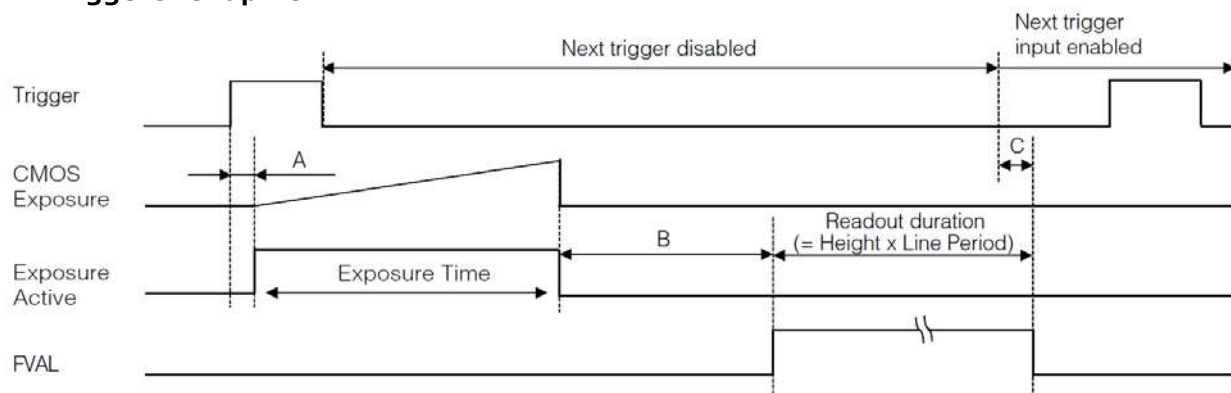 Next trigger disabled
Next trigger
input enabled
Trigger
A
C
CMOS
Exposure
B
Readout duration
(= Height x Line Period)
Exposure
Active
Exposure Time
FVAL